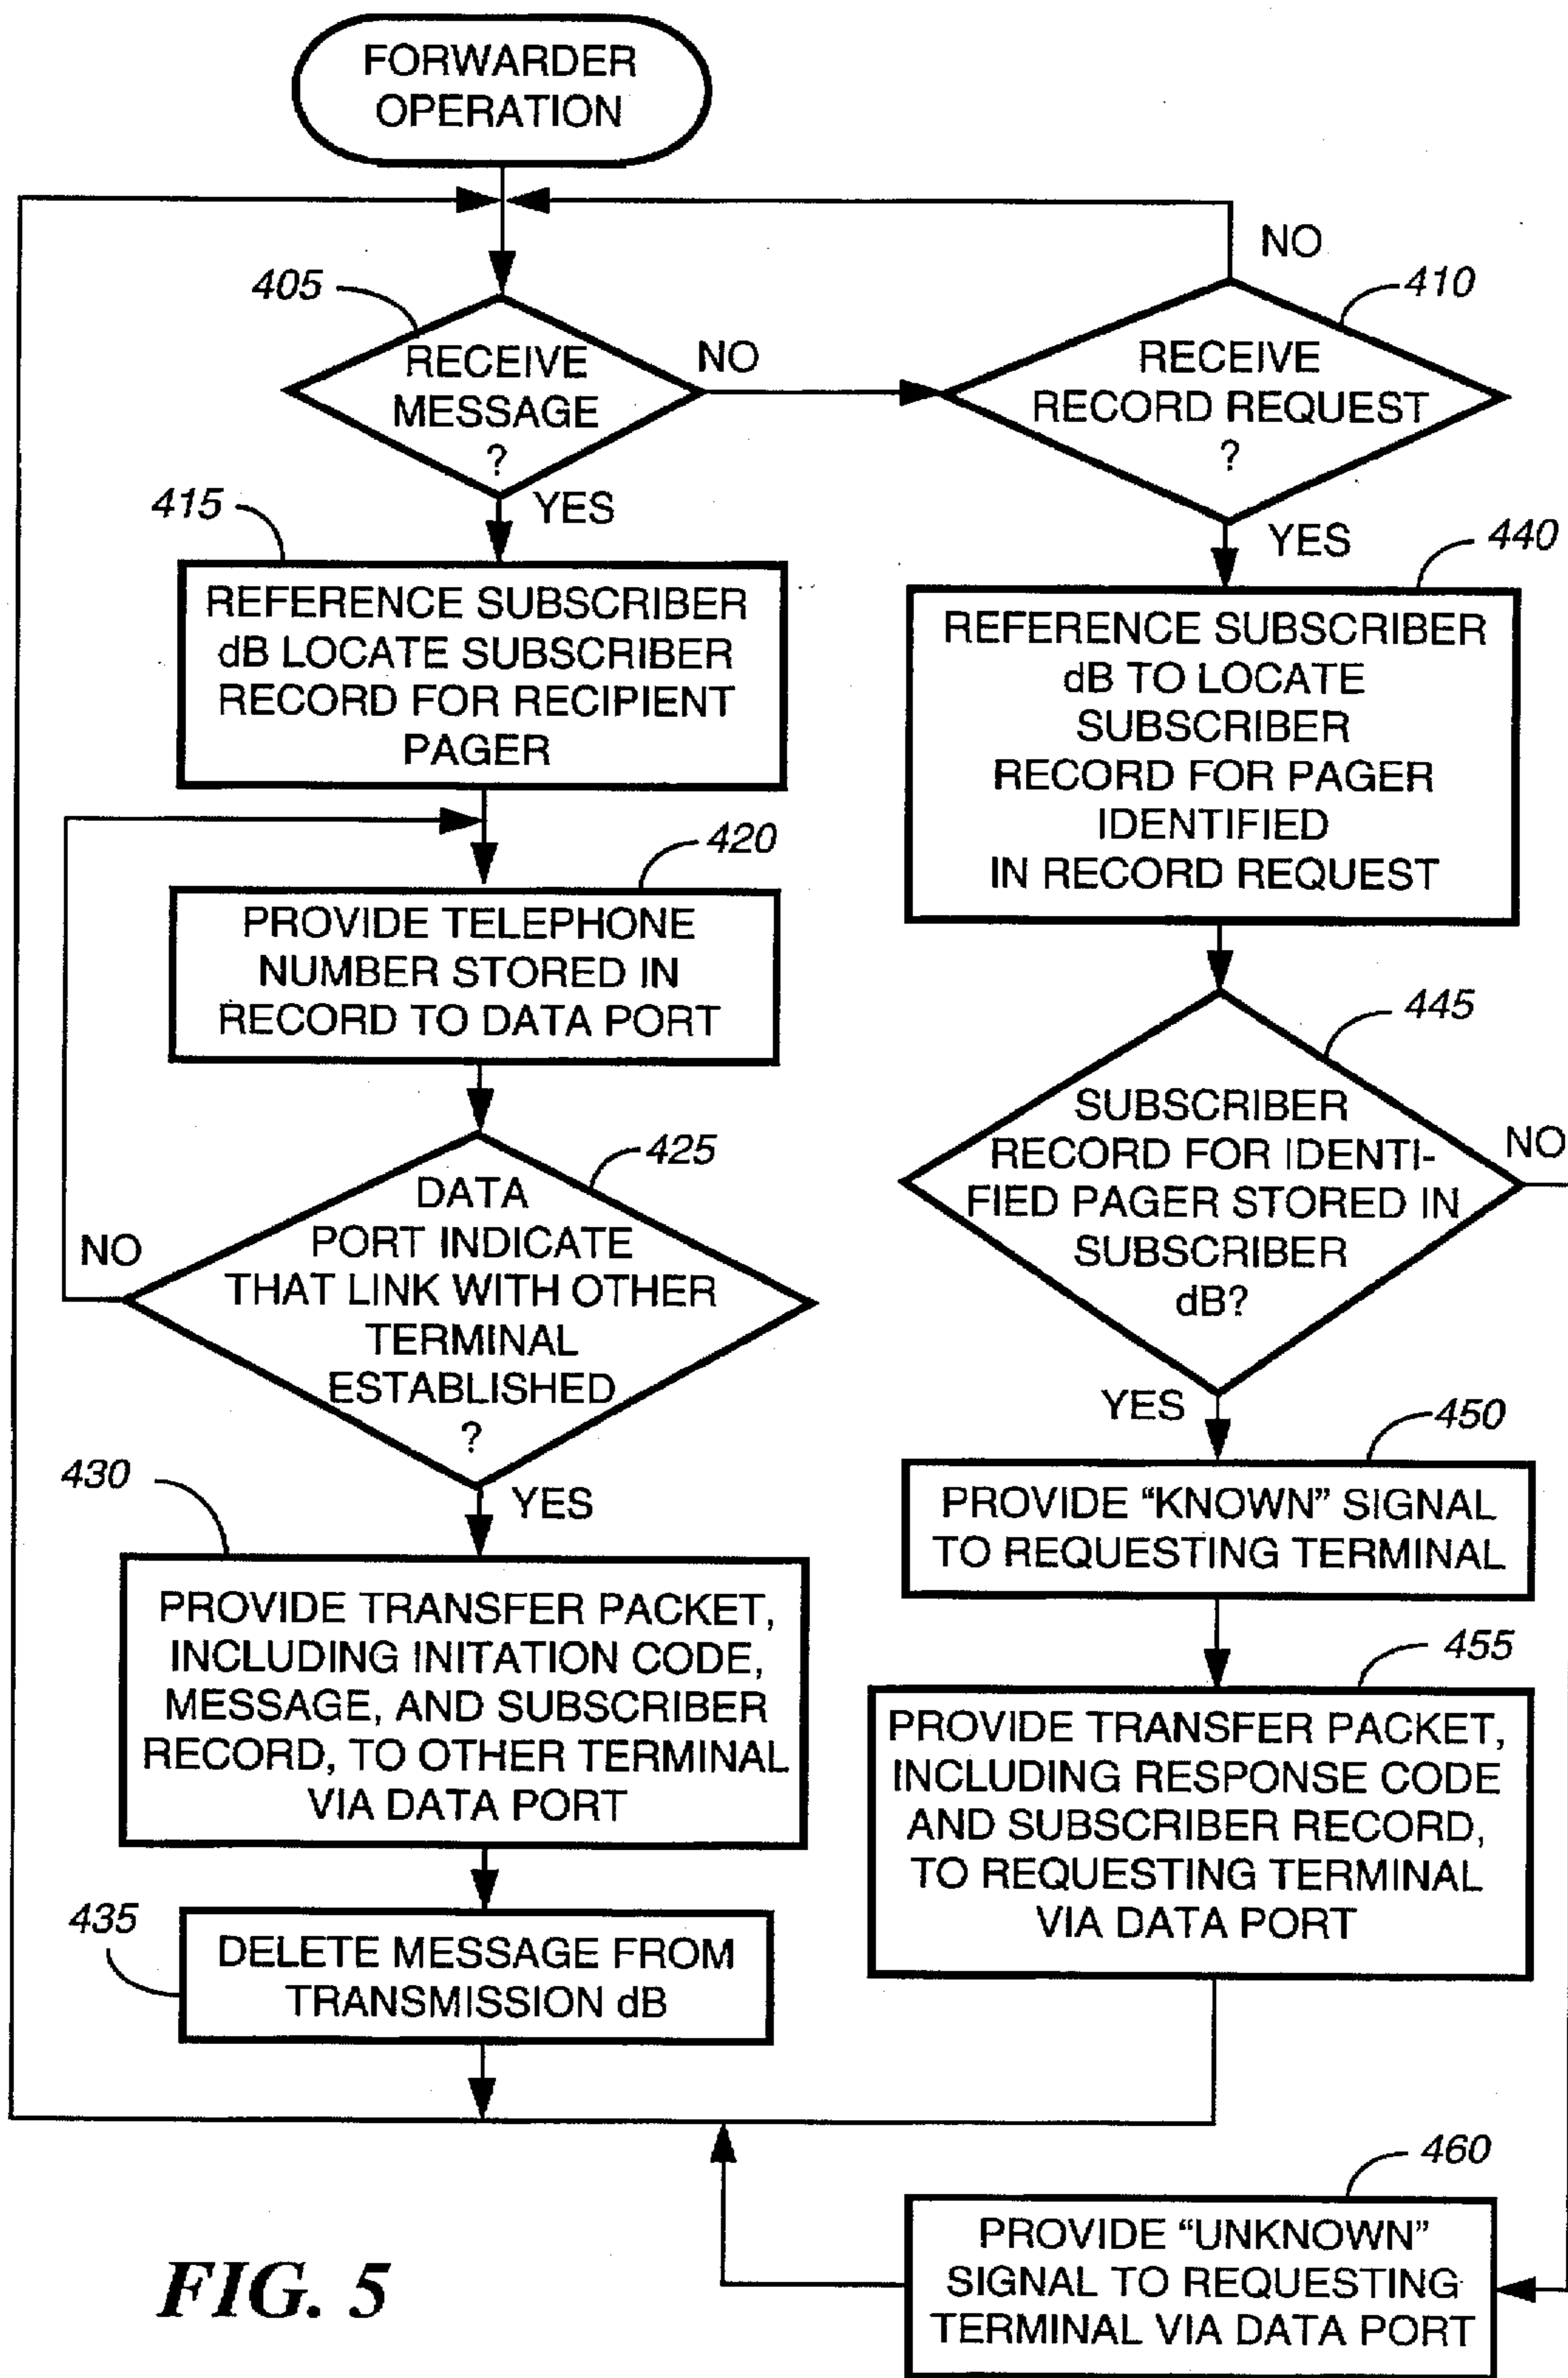 FORWARDER
OPERATION
NO
405
410
RECEIVE
MESSAGE
?
NO
RECEIVE
RECORD REQUEST
?
415
YES
YES
440
REFERENCE SUBSCRIBER
dB LOCATE SUBSCRIBER
RECORD FOR RECIPIENT
PAGER
REFERENCE SUBSCRIBER
dB TO LOCATE
SUBSCRIBER
RECORD FOR PAGER
IDENTIFIED
IN RECORD REQUEST
420
PROVIDE TELEPHONE
NUMBER STORED IN
RECORD TO DATA PORT
445
SUBSCRIBER
RECORD FOR IDENTI-
FIED PAGER STORED IN
SUBSCRIBER
dB?
NO
425
DATA
PORT INDICATE
THAT LINK WITH OTHER
TERMINAL
ESTABLISHED
?
NO
YES
450
430
YES
PROVIDE “KNOWN” SIGNAL
TO REQUESTING TERMINAL
PROVIDE TRANSFER PACKET,
INCLUDING INITATION CODE,
MESSAGE, AND SUBSCRIBER
RECORD, TO OTHER TERMINAL
VIA DATA PORT
455
PROVIDE TRANSFER PACKET,
INCLUDING RESPONSE CODE
AND SUBSCRIBER RECORD,
TO REQUESTING TERMINAL
VIA DATA PORT
435
DELETE MESSAGE FROM
TRANSMISSION dB
460
PROVIDE “UNKNOWN”
SIGNAL TO REQUESTING
TERMINAL VIA DATA PORT
FIG. 5